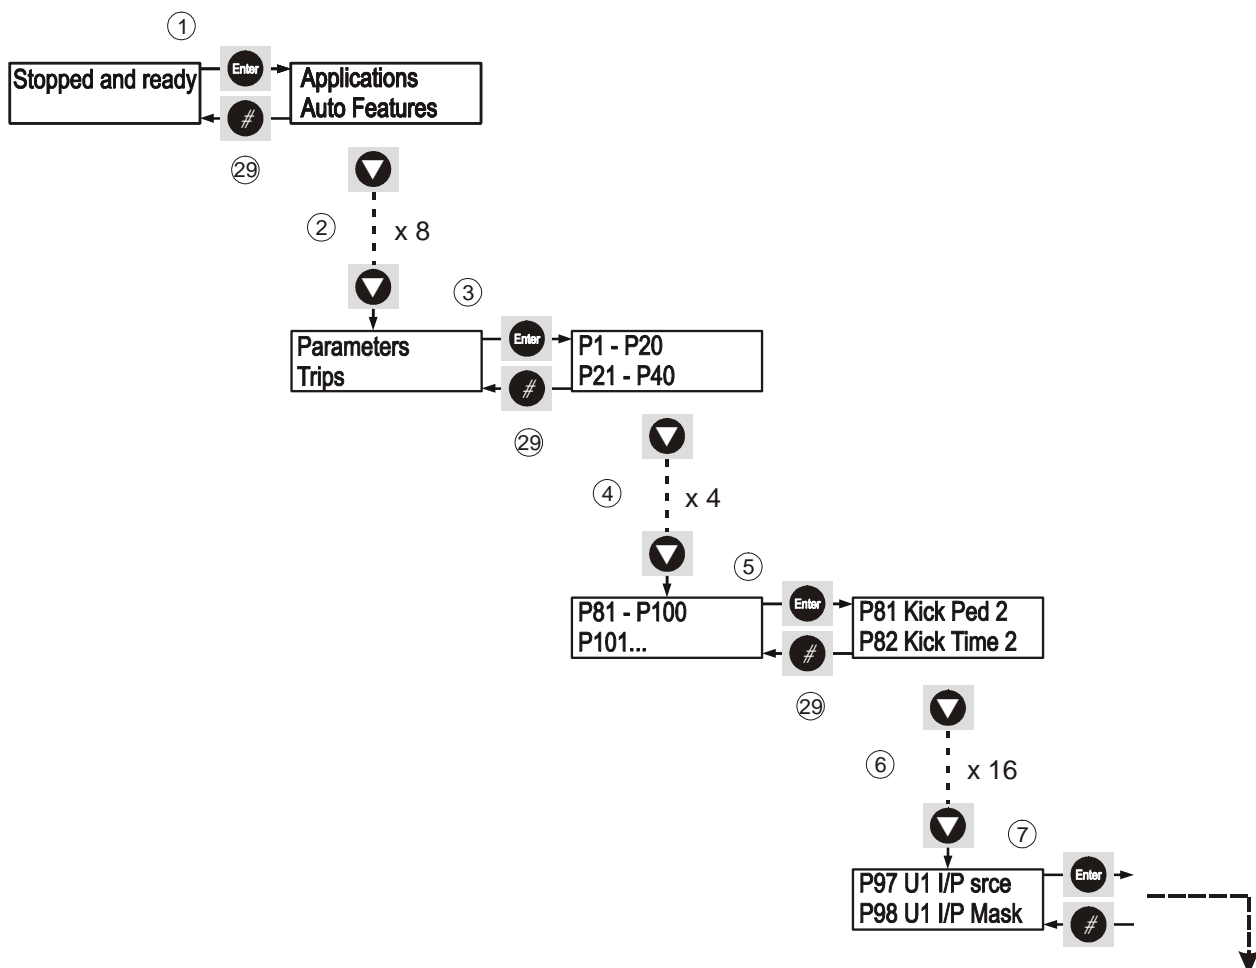 1
Stopped and ready
Enter
Applications
Auto Features
#
29
2
x 8
3
Parameters
Trips
Enter
P1 - P20
P21 - P40
#
29
4
x 4
5
P81 - P100
P101...
Enter
P81 Kick Ped 2
P82 Kick Time 2
#
29
6
x 16
7
P97 U1 I/P srce
P98 U1 I/P Mask
Enter
#